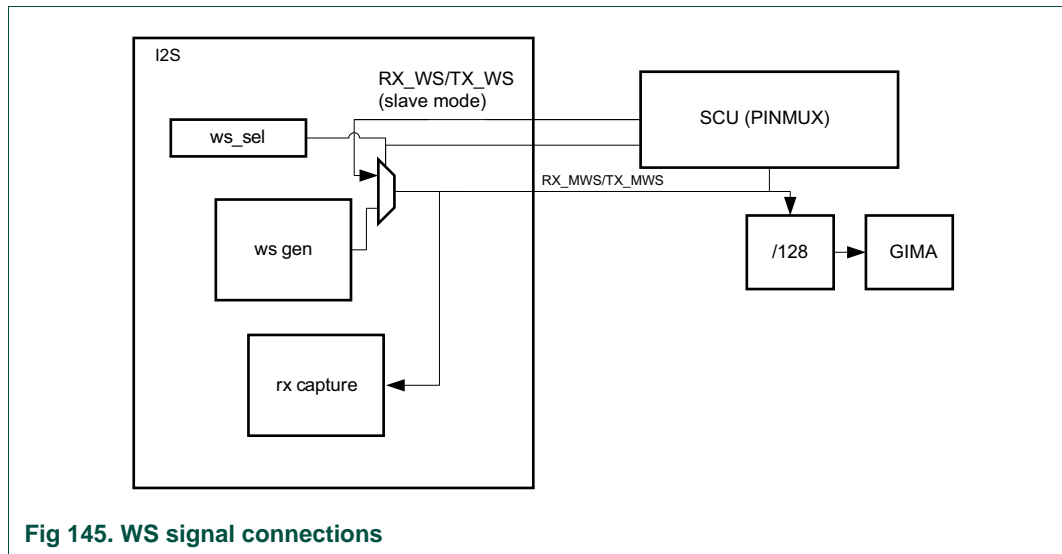 I2S
RX_WS/TX_WS
(slave mode)
SCU (PINMUX)
ws_sel
RX_MWS/TX_MWS
ws gen
/128
GIMA
rx capture
Fig 145. WS signal connections